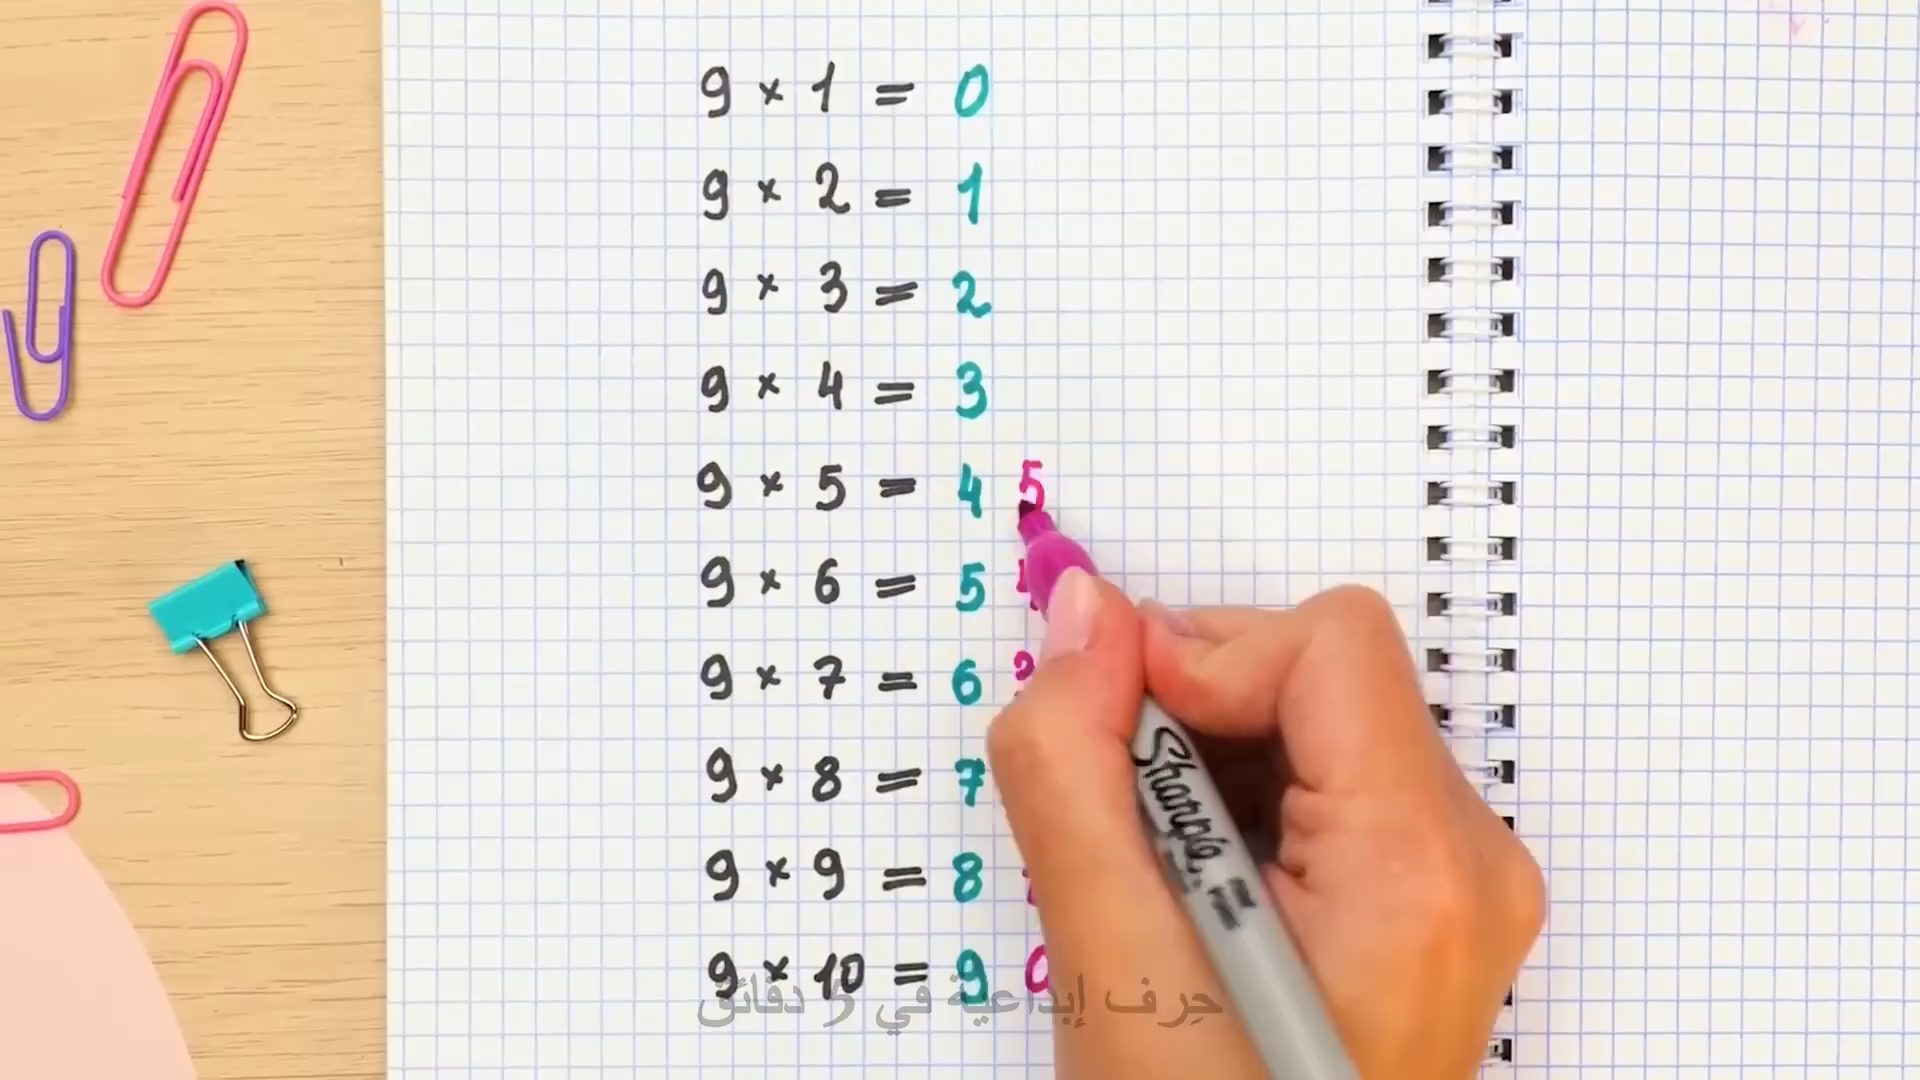 9 × 1 = 0
9 × 2 = 1
9 × 3 = 2
9 × 4 = 3
9 × 5 = 4 5
9 × 6 = 5
9 × 7 = 6
9 × 8 = 7
9 × 9 = 8
9 × 10 = 9 0
Sharpie.
حِرف إبداعية في 5 دقائق